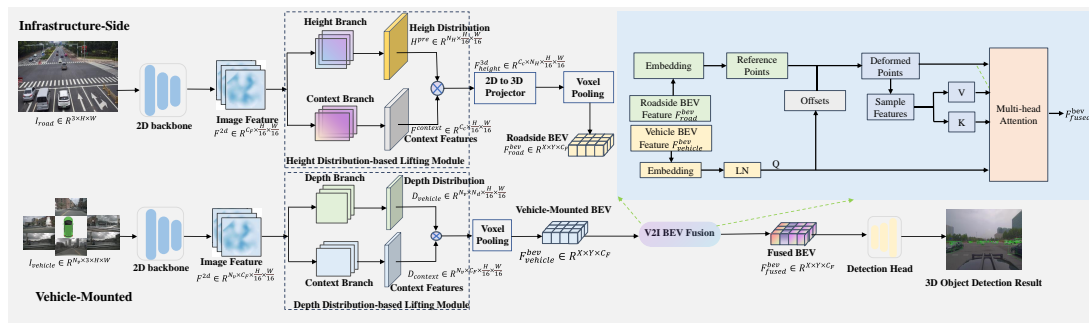 Infrastructure-Side
I_road ∈ R^{3×H×W}
2D backbone
Image Feature
F^{2d} ∈ R^{C_F×H/16×W/16}
Height Branch
Heigh Distribution
H^{pre} ∈ R^{N_H×H/16×W/16}
Context Branch
F^{context} ∈ R^{C_c×H/16×W/16}
Context Features
Height Distribution-based Lifting Module
F^{3d}_{height} ∈ R^{C_c×N_H×H/16×W/16}
2D to 3D
Projector
Voxel
Pooling
Roadside BEV
F^{bev}_{road} ∈ R^{X×Y×C_F}
Vehicle-Mounted
I_vehicle ∈ R^{N_v×3×H×W}
2D backbone
Image Feature
F^{2d} ∈ R^{N_v×C_F×H/16×W/16}
Depth Branch
Depth Distribution
D_vehicle ∈ R^{N_v×N_d×H/16×W/16}
Context Branch
D_context ∈ R^{N_v×C_F×H/16×W/16}
Context Features
Depth Distribution-based Lifting Module
Voxel
Pooling
Vehicle-Mounted BEV
F^{bev}_{vehicle} ∈ R^{X×Y×C_F}
V2I BEV Fusion
Fused BEV
F^{bev}_{fused} ∈ R^{X×Y×C_F}
Detection Head
3D Object Detection Result
Embedding
Reference
Points
Deformed
Points
Roadside BEV
Feature F^{bev}_{road}
Vehicle BEV
Feature F^{bev}_{vehicle}
Embedding
LN
Q
Offsets
Sample
Features
V
K
Multi-head
Attention
F^{bev}_{fused}